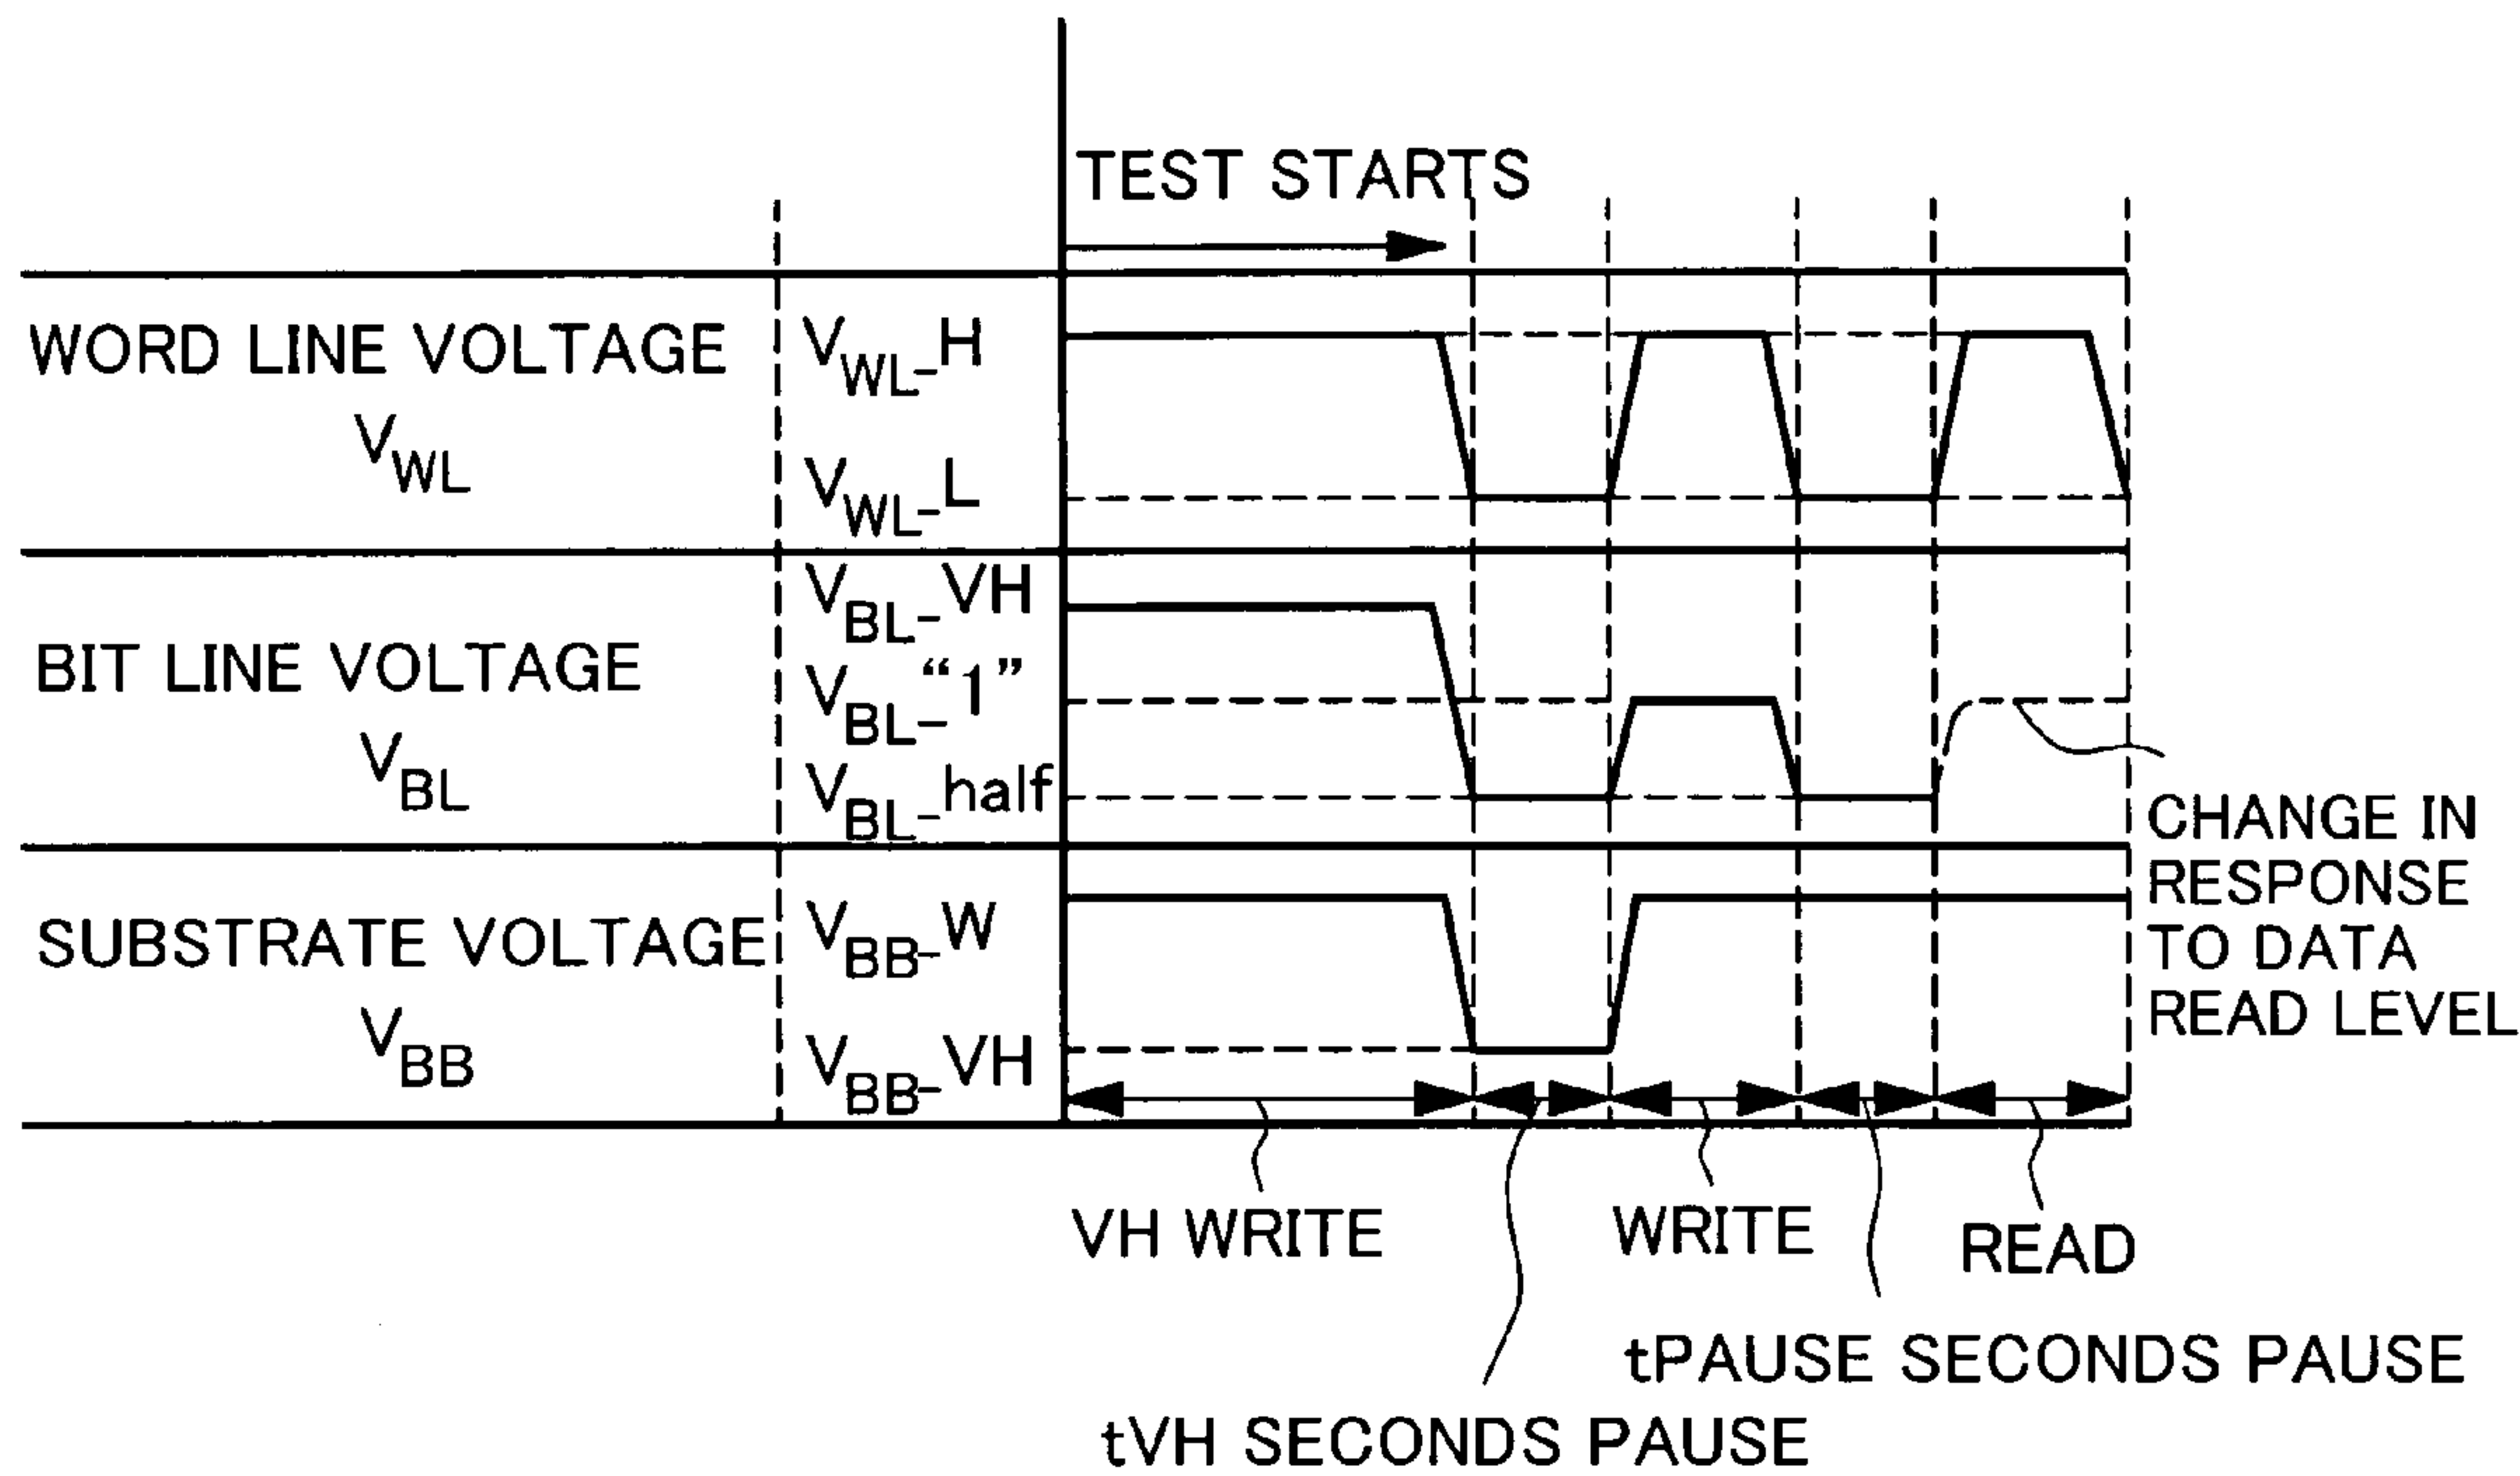 TEST STARTS
WORD LINE VOLTAGE
VWL
VWL-H
VWL-L
BIT LINE VOLTAGE
VBL
VBL-VH
VBL-“1”
VBL-half
SUBSTRATE VOLTAGE
VBB
VBB-W
VBB-VH
CHANGE IN
RESPONSE
TO DATA
READ LEVEL
VH WRITE
WRITE
READ
tPAUSE SECONDS PAUSE
tVH SECONDS PAUSE